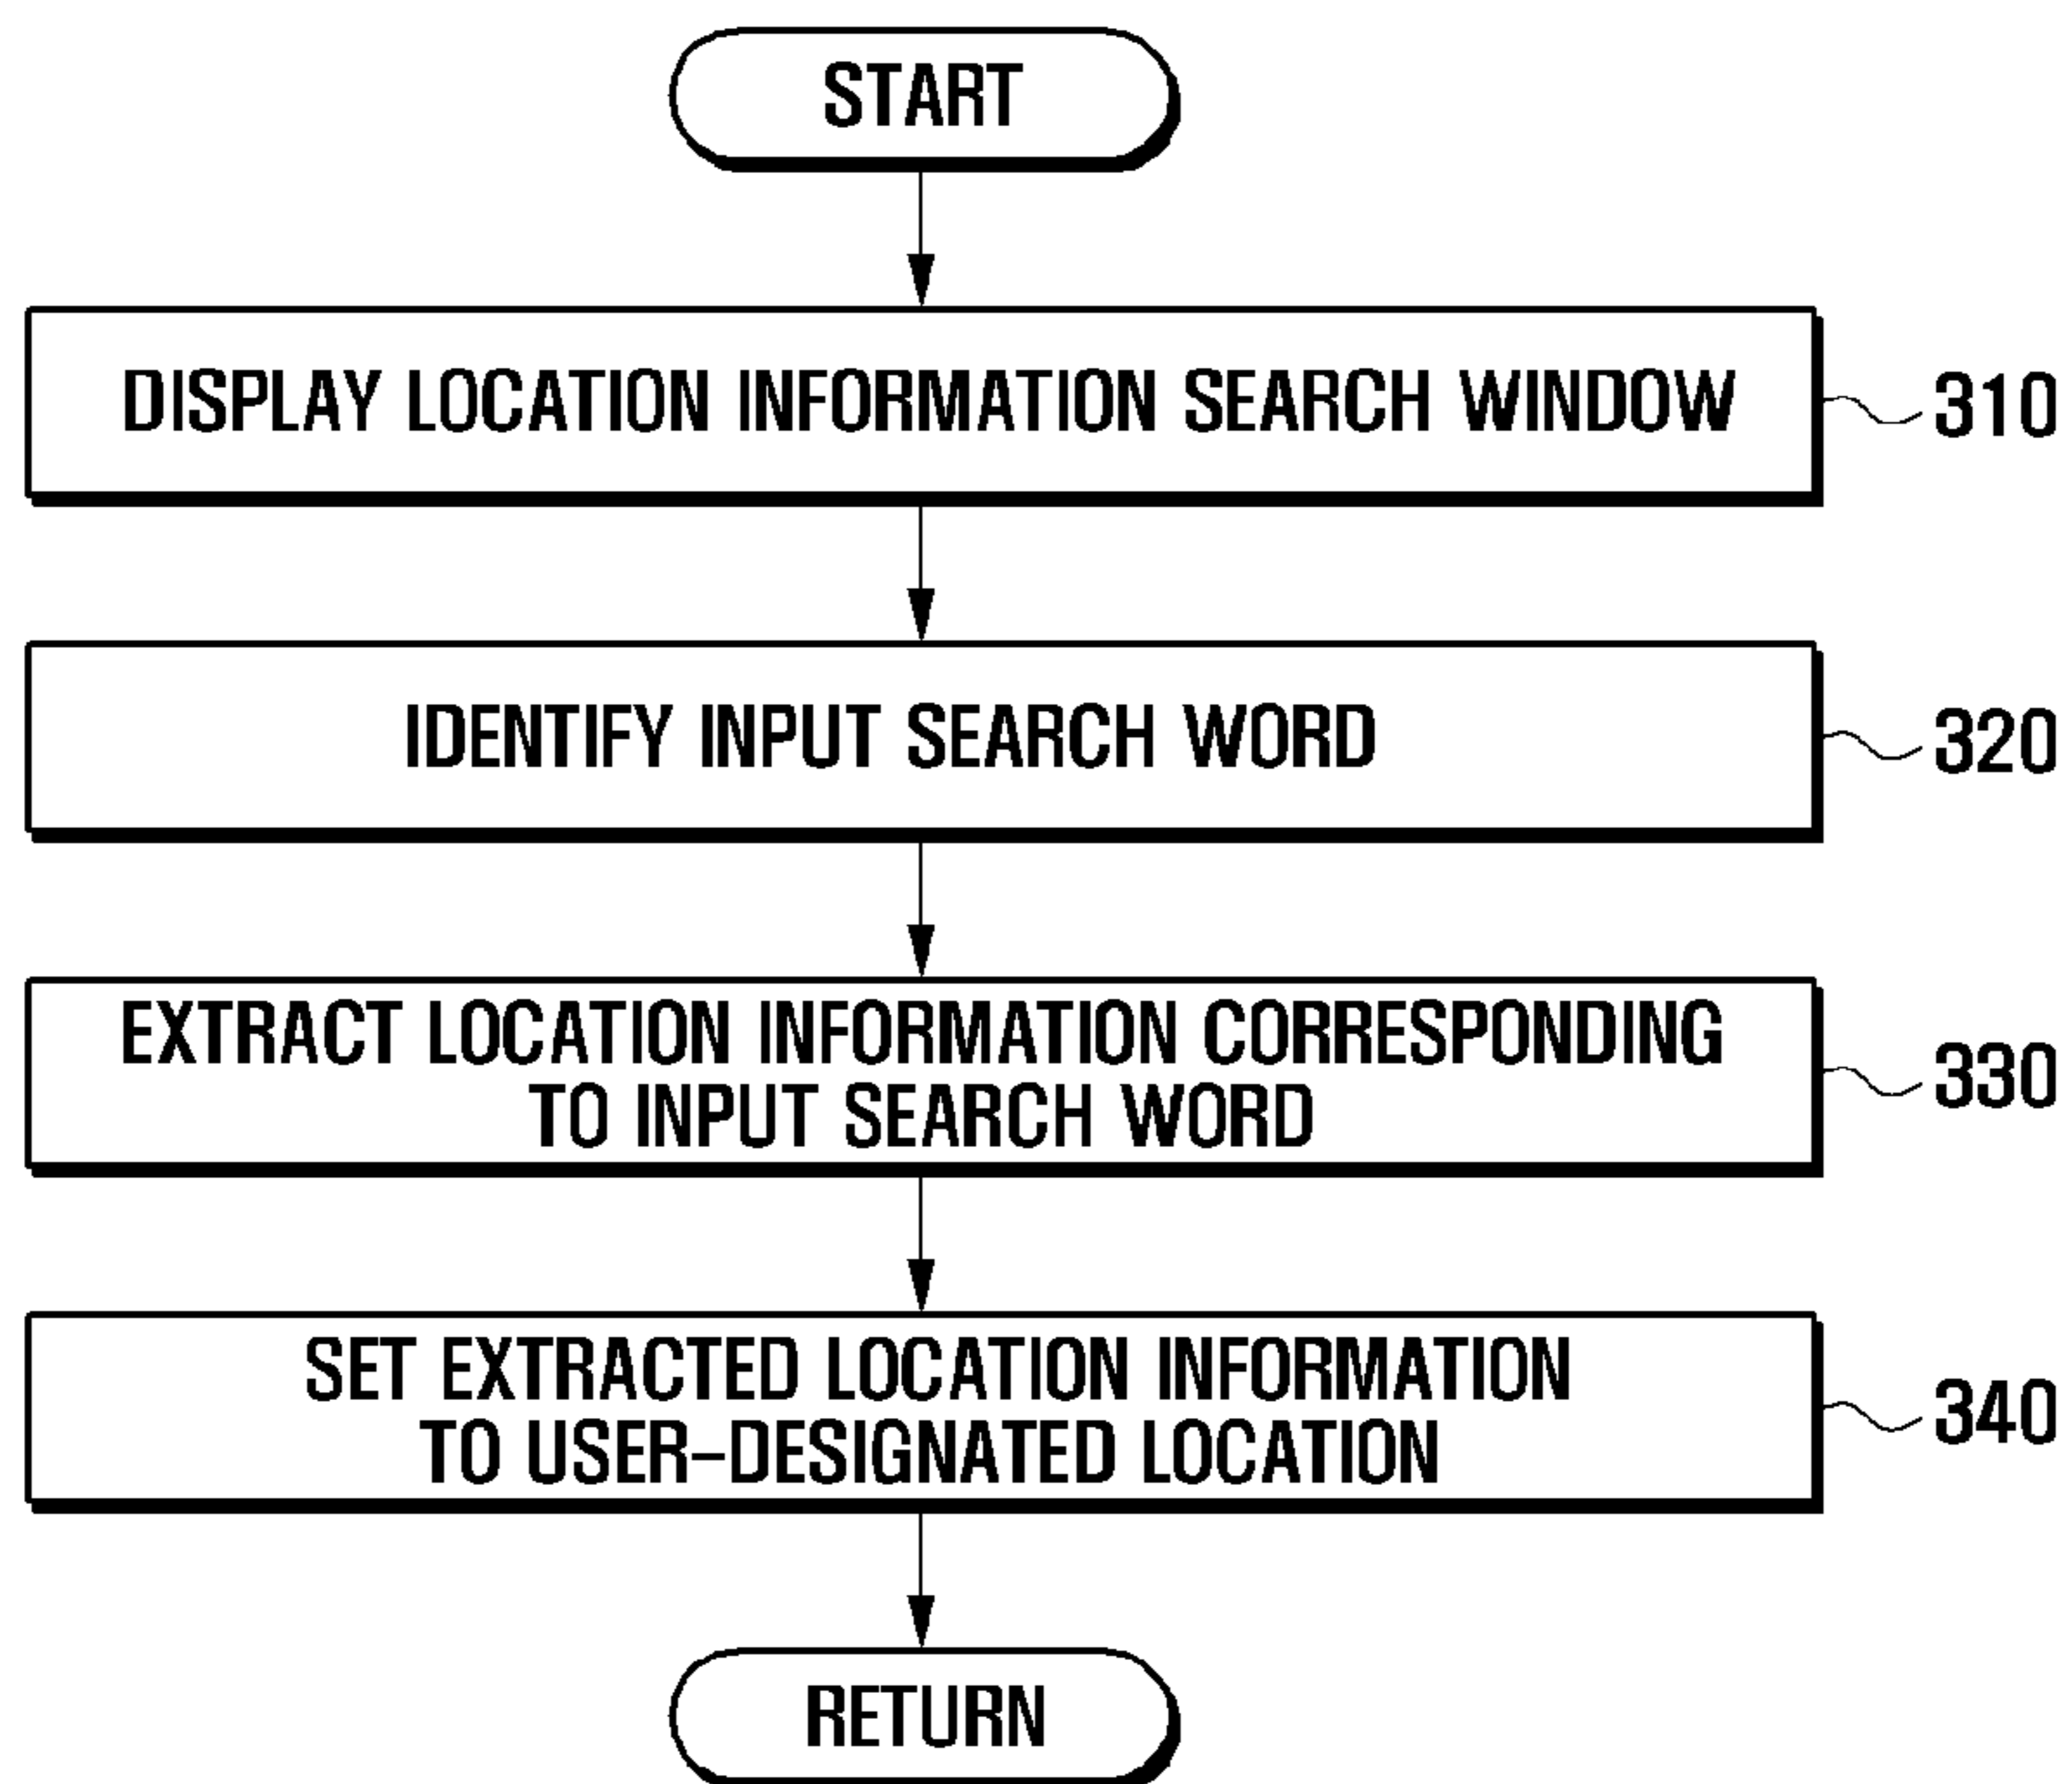 START
DISPLAY LOCATION INFORMATION SEARCH WINDOW
310
IDENTIFY INPUT SEARCH WORD
320
EXTRACT LOCATION INFORMATION CORRESPONDING
TO INPUT SEARCH WORD
330
SET EXTRACTED LOCATION INFORMATION
TO USER-DESIGNATED LOCATION
340
RETURN